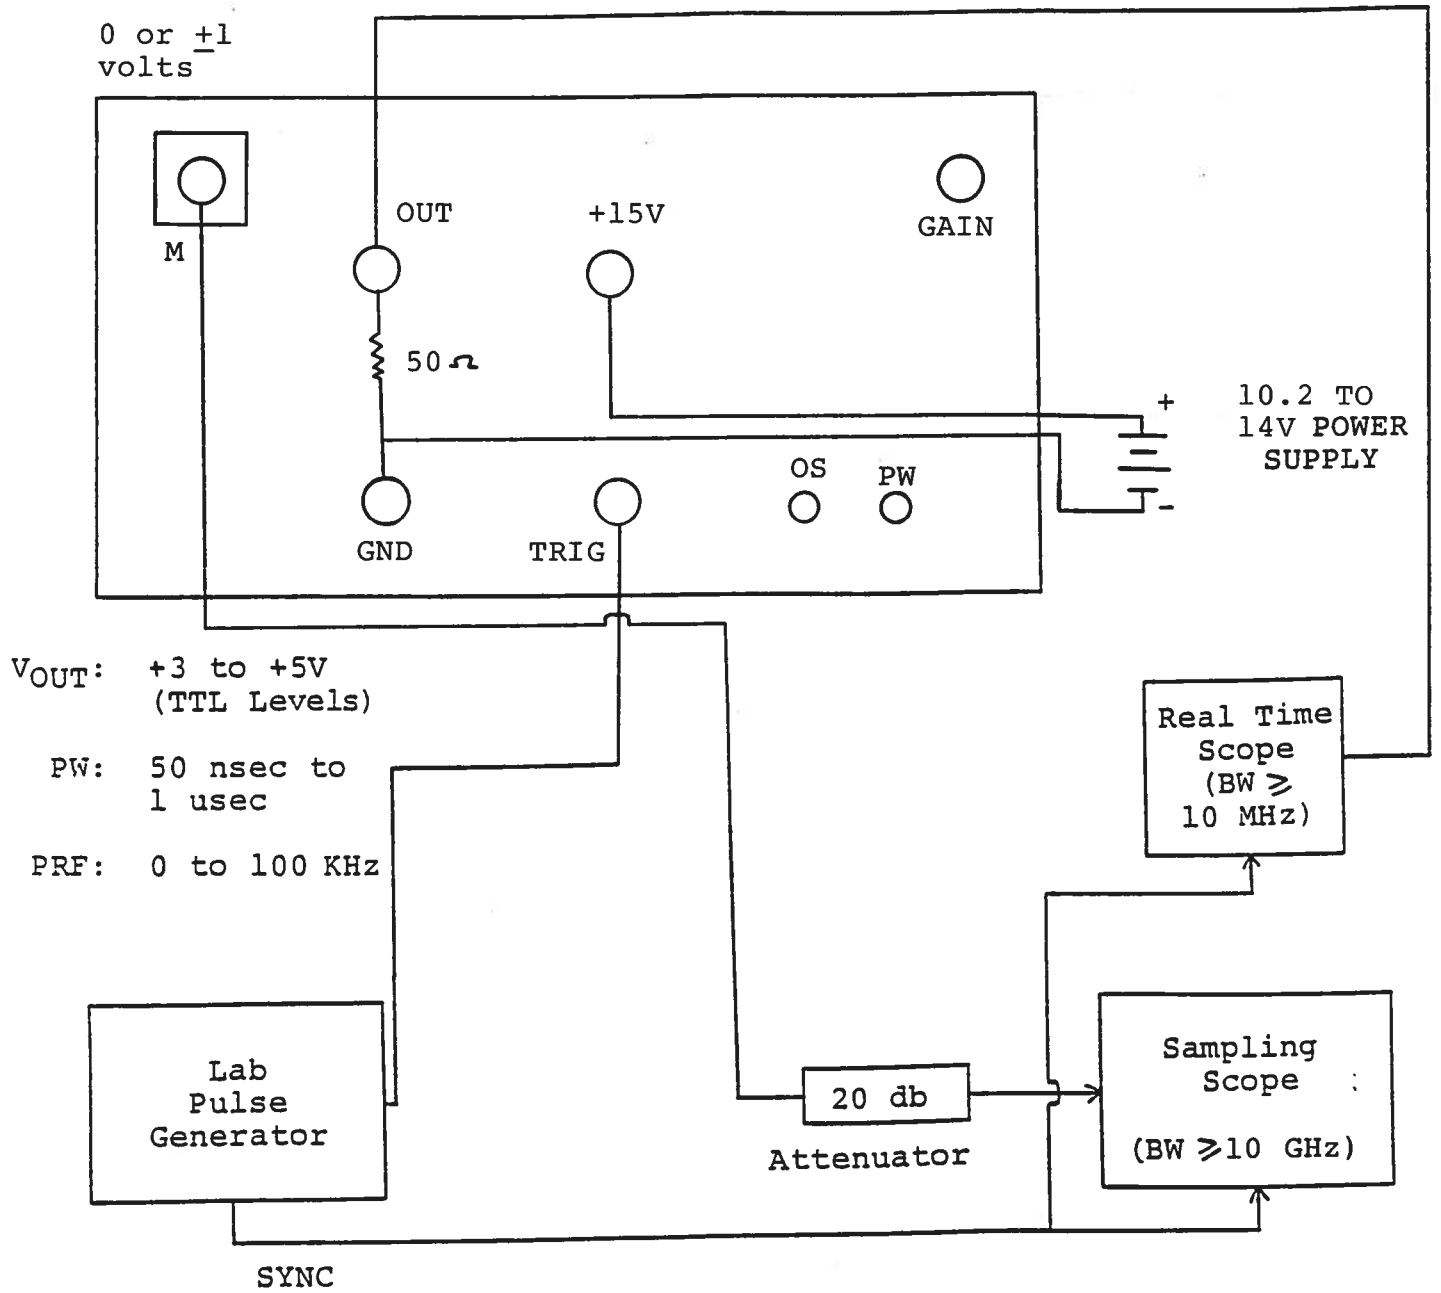 0 or ±1
volts
M
OUT
+15V
GAIN
50 Ω
+
10.2 TO
14V POWER
SUPPLY
-
OS
PW
GND
TRIG
VOUT: +3 to +5V
(TTL Levels)
PW: 50 nsec to
1 usec
PRF: 0 to 100 KHz
Real Time
Scope
(BW ⩾
10 MHz)
Lab
Pulse
Generator
20 db
Attenuator
Sampling
Scope
(BW ⩾10 GHz)
SYNC